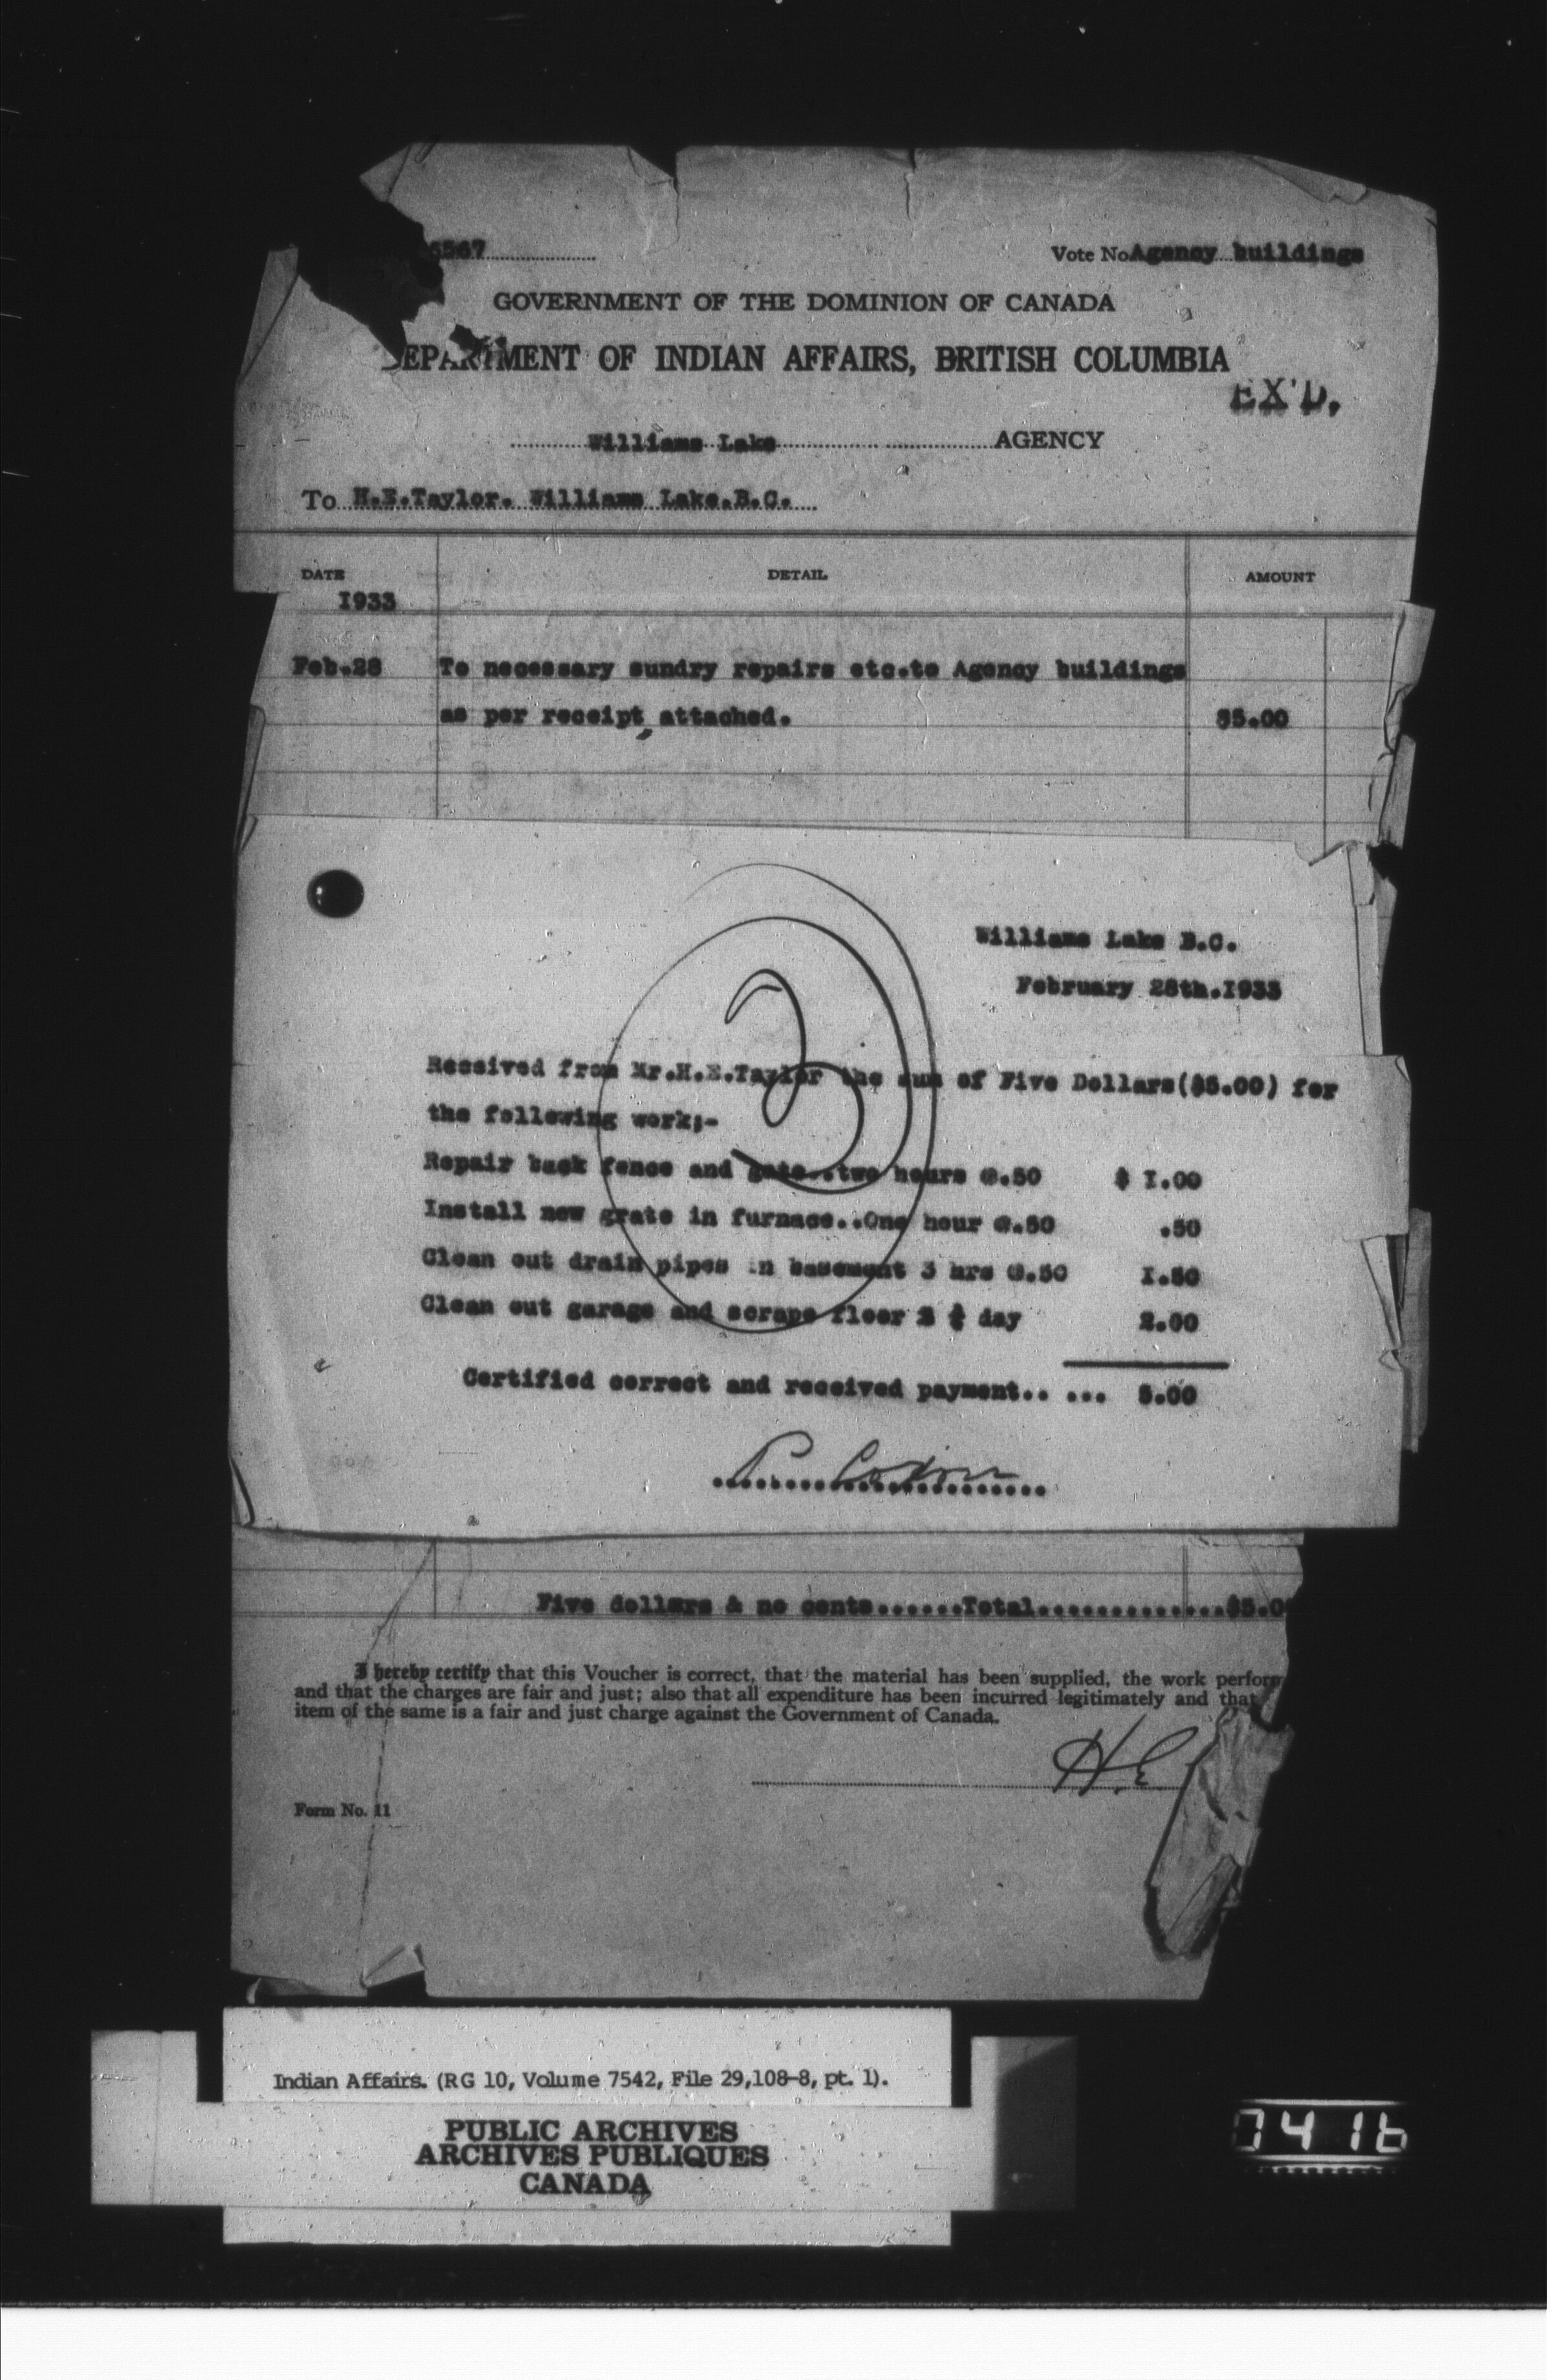 6567
Vote No Agency buildings
GOVERNMENT OF THE DOMINION OF CANADA
DEPARTMENT OF INDIAN AFFAIRS, BRITISH COLUMBIA
EX'D.
Williams Lake AGENCY
To H.E.Taylor. Williams Lake.B.C.
DATE DETAIL AMOUNT
1933
Feb.28 To necessary sundry repairs etc.to Agency buildings
as per receipt attached. $5.00
3
Williams Lake B.C.
February 28th.1933
Received from Mr.H.E.Taylor the sum of Five Dollars($5.00) for
the following work;-
Repair back fence and gate..two hours @.50 $ 1.00
Install new grate in furnace..One hour @.50 .50
Clean out drain pipes in basement 3 hrs @.50 1.50
Clean out garage and scrape floor ½ day 2.00
Certified correct and received payment.. ... 5.00
P.
Five dollars & no cents......Total..............$5.0
I hereby certify that this Voucher is correct, that the material has been supplied, the work perform
and that the charges are fair and just; also that all expenditure has been incurred legitimately and that
item of the same is a fair and just charge against the Government of Canada.
H.E.
Form No. 11
Indian Affairs. (RG 10, Volume 7542, File 29,108-8, pt. 1).
PUBLIC ARCHIVES
ARCHIVES PUBLIQUES
CANADA
0416